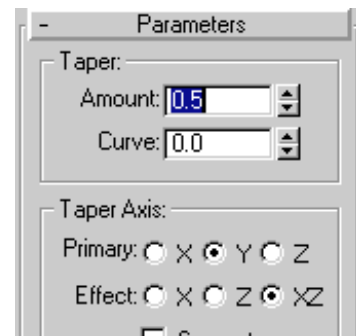 - Parameters
Taper:
Amount: 0.5
Curve: 0.0
Taper Axis:
Primary: X Y Z
Effect: X Z XZ